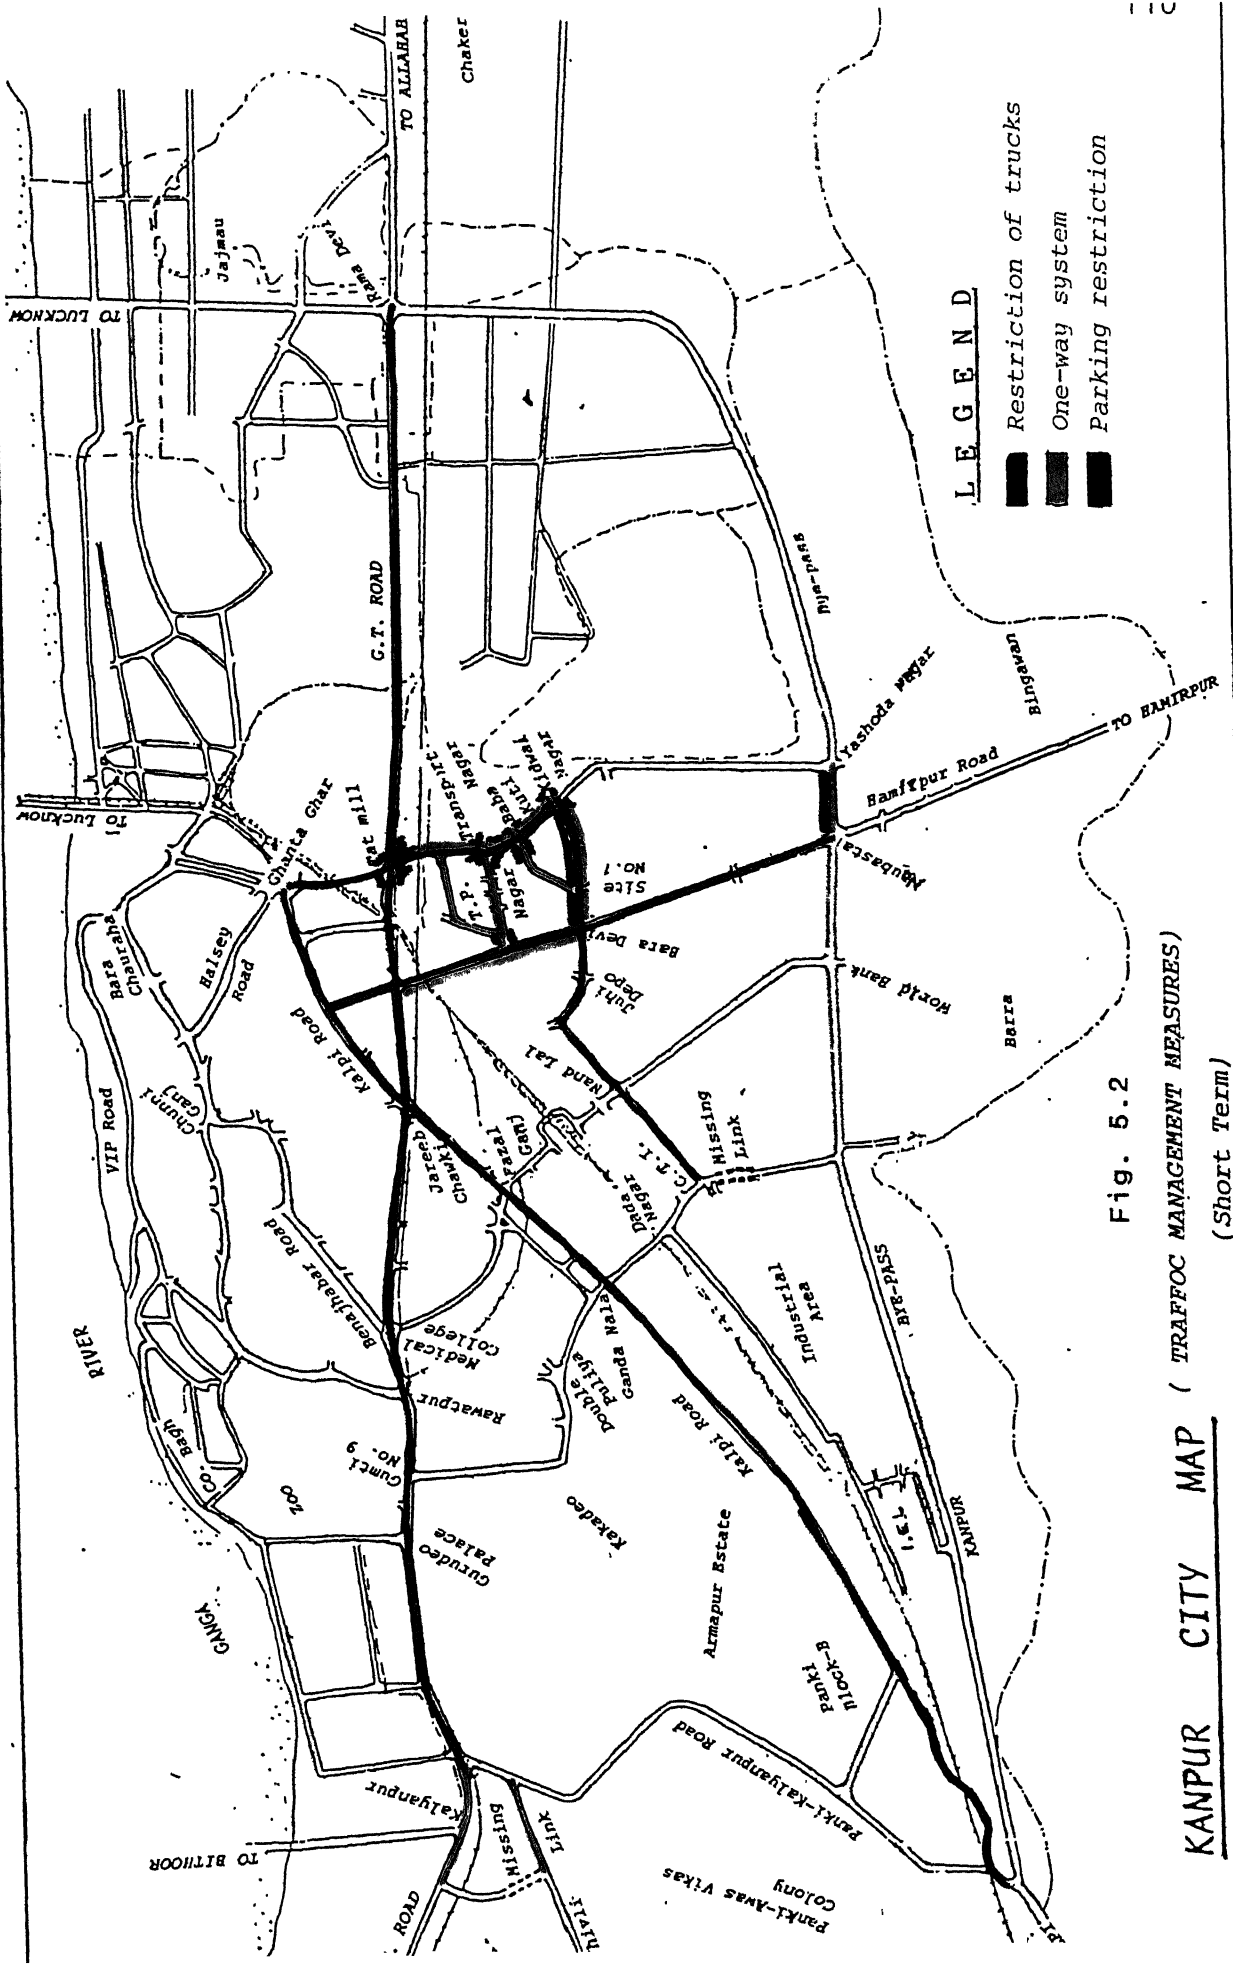 TO LUCKNOW
Jajmau
Rama Devi
TO ALLAHAB
Chaker
To Lucknow
G.T. ROAD
Ghanta Ghar
Transport
Nagar
Baba
Kuti
Kidwai
Nagar
T.P.
Nagar
Site
No.1
Bara Devi
Bara
Chauraha
Halsey
Road
Kalpi Road
Juhi
Depo
Yashoda Nagar
Naubasta
Hamirpur Road
TO HAMIRPUR
Bingawan
World Bank
Barra
VIP Road
Chunni
Ganj
Benajhabar Road
Jareeb
Chawki
Fazal
Ganj
Nand Lal
C.T.I.
Missing
Link
Dada
Nagar
Industrial
Area
BYE-PASS
KANPUR
I.E.L
RIVER
GANGA
Co. Bagh
ZOO
Medical
College
Rawatpur
Gumti
No. 9
Gurudeo
Palace
Double
Puliya
Ganda Nala
Kakadeo
Kalpi Road
Armapur Estate
Panki
Block-B
Panki-Kalyanpur Road
Panki-Awas Vikas
Colony
Kalyanpur
Missing
Link
TO BITHOOR
ROAD
LEGEND
Restriction of trucks
One-way system
Parking restriction
Fig. 5.2
KANPUR CITY MAP ( TRAFFOC MANAGEMENT MEASURES)
(Short Term)